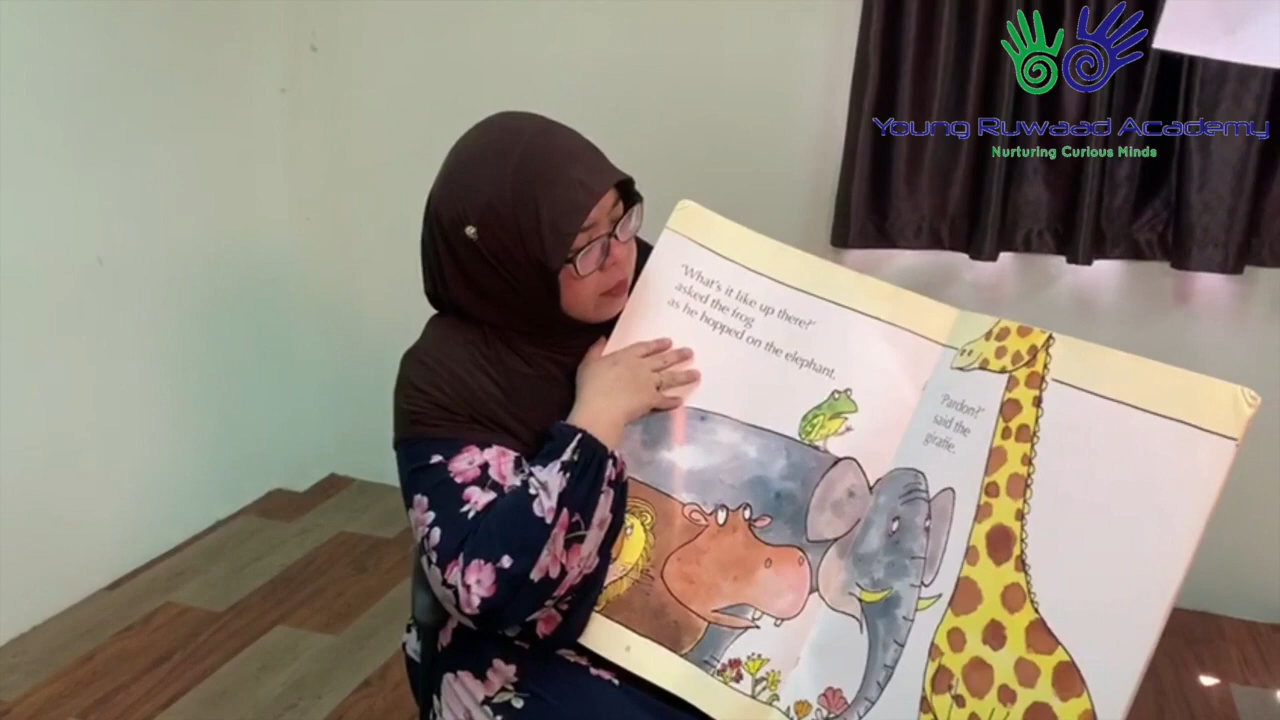 Young Ruwaad Academy
Nurturing Curious Minds
"What's it like up there?"
asked the frog
as he hopped on the elephant.
"Pardon?"
said the
giraffe.